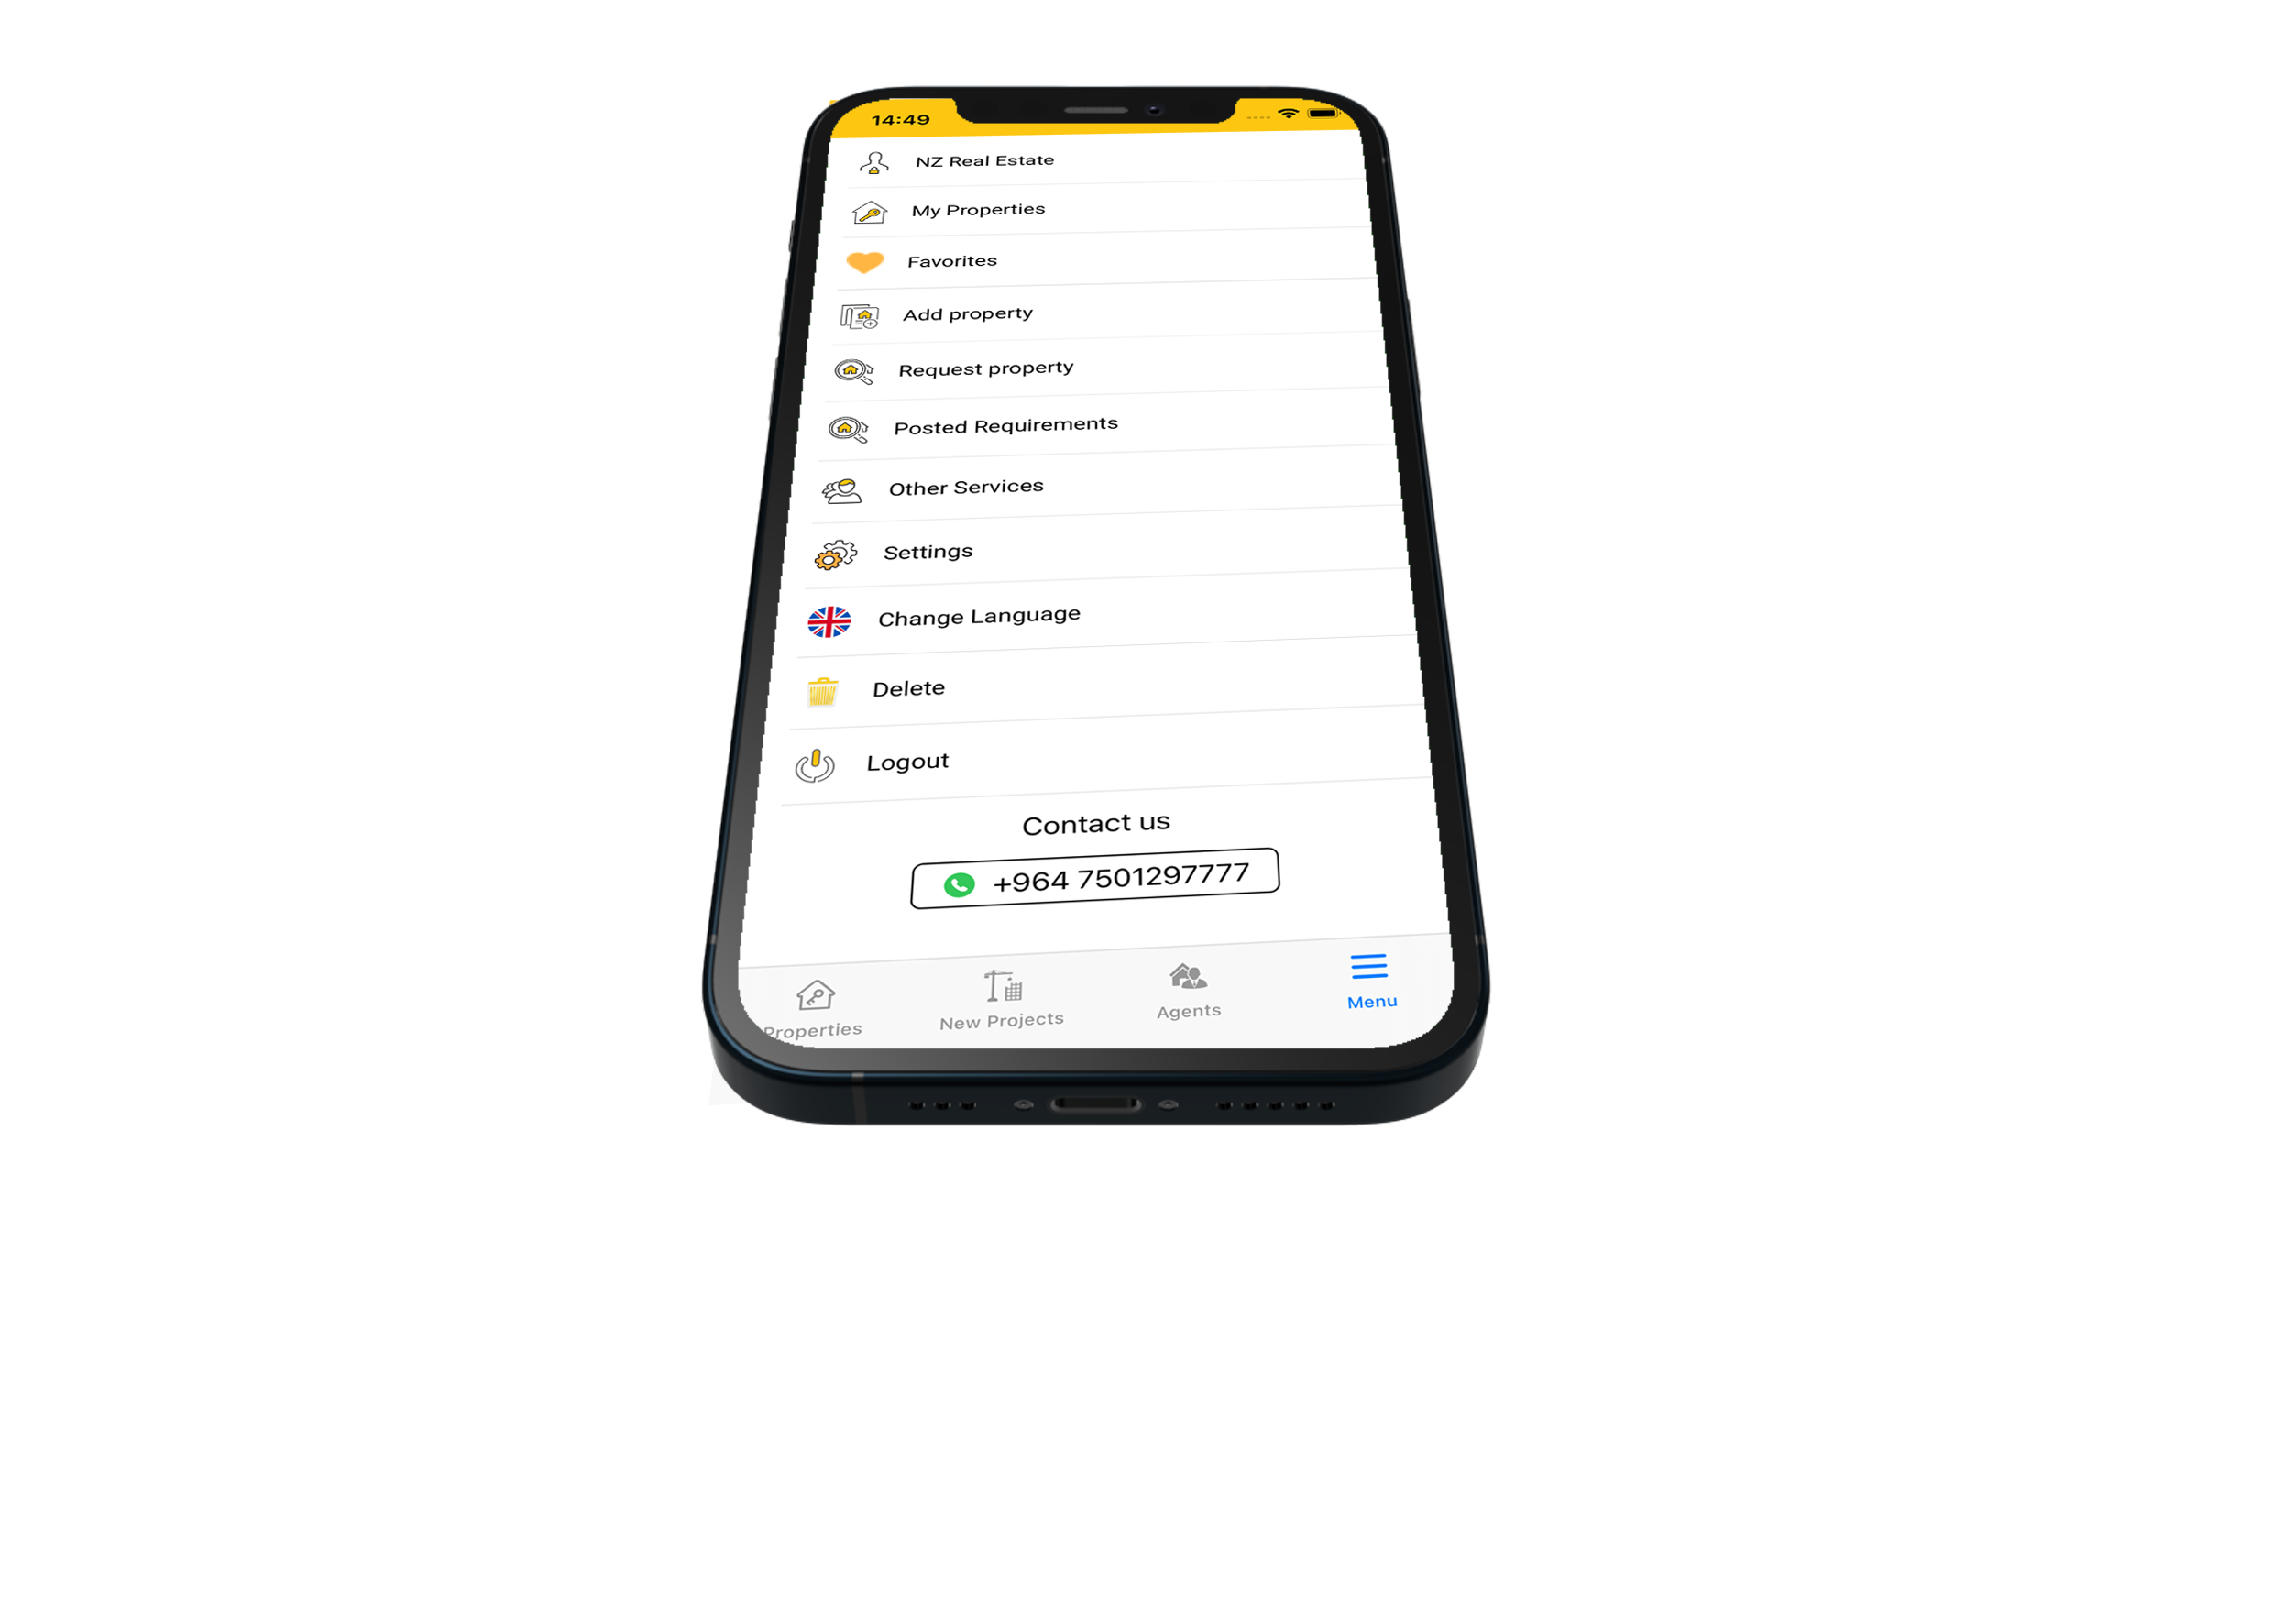 14:49
NZ Real Estate
My Properties
Favorites
Add property
Request property
Posted Requirements
Other Services
Settings
Change Language
Delete
Logout
Contact us
+964 7501297777
Properties
New Projects
Agents
Menu